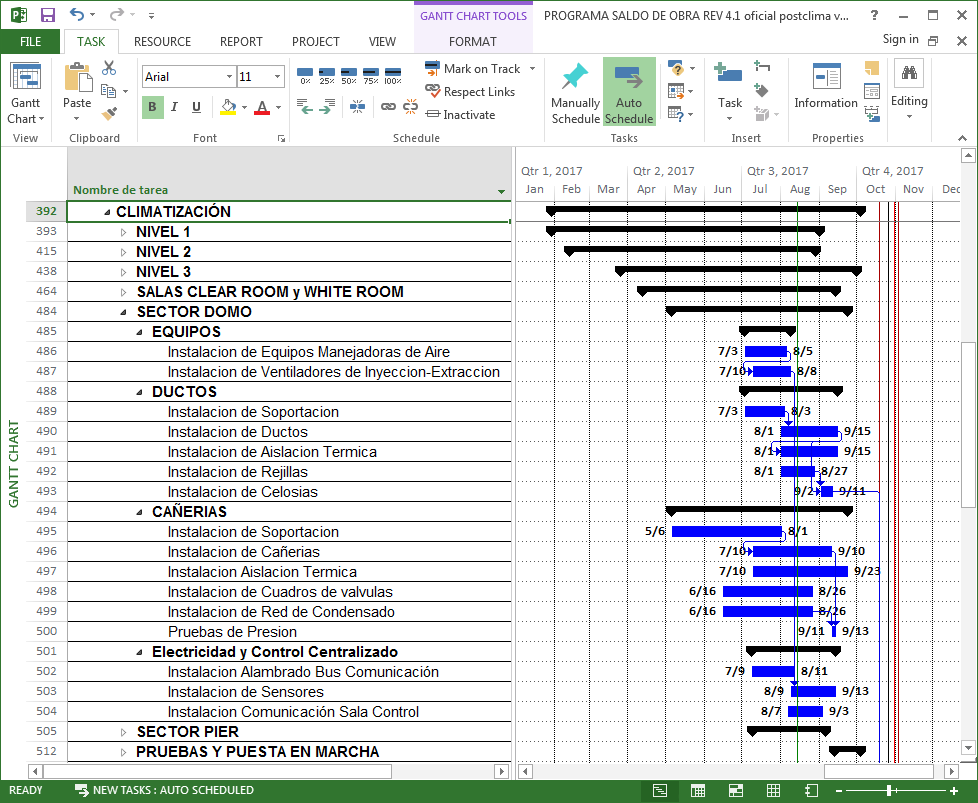 GANTT CHART TOOLS PROGRAMA SALDO DE OBRA REV 4.1 oficial postclima v... ?
FILE TASK RESOURCE REPORT PROJECT VIEW FORMAT Sign in
Gantt Chart
View
Paste
Clipboard
Arial 11
B I U A
Font
0% 25% 50% 75% 100%
Mark on Track
Respect Links
Inactivate
Schedule
Manually Schedule
Auto Schedule
Tasks
Task
Insert
Information
Properties
Editing
GANTT CHART
Nombre de tarea
Qtr 1, 2017 Qtr 2, 2017 Qtr 3, 2017 Qtr 4, 2017
Jan Feb Mar Apr May Jun Jul Aug Sep Oct Nov Dec
392 CLIMATIZACIÓN
393 NIVEL 1
415 NIVEL 2
438 NIVEL 3
464 SALAS CLEAR ROOM y WHITE ROOM
484 SECTOR DOMO
485 EQUIPOS
486 Instalacion de Equipos Manejadoras de Aire 7/3 8/5
487 Instalacion de Ventiladores de Inyeccion-Extraccion 7/10 8/8
488 DUCTOS
489 Instalacion de Soportacion 7/3 8/3
490 Instalacion de Ductos 8/1 9/15
491 Instalacion de Aislacion Termica 8/1 9/15
492 Instalacion de Rejillas 8/1 8/27
493 Instalacion de Celosias 9/2 9/11
494 CAÑERIAS
495 Instalacion de Soportacion 5/6 8/1
496 Instalacion de Cañerias 7/10 9/10
497 Instalacion Aislacion Termica 7/10 9/23
498 Instalacion de Cuadros de valvulas 6/16 8/26
499 Instalacion de Red de Condensado 6/16 8/26
500 Pruebas de Presion 9/11 9/13
501 Electricidad y Control Centralizado
502 Instalacion Alambrado Bus Comunicación 7/9 8/11
503 Instalacion de Sensores 8/9 9/13
504 Instalacion Comunicación Sala Control 8/7 9/3
505 SECTOR PIER
512 PRUEBAS Y PUESTA EN MARCHA
READY NEW TASKS : AUTO SCHEDULED